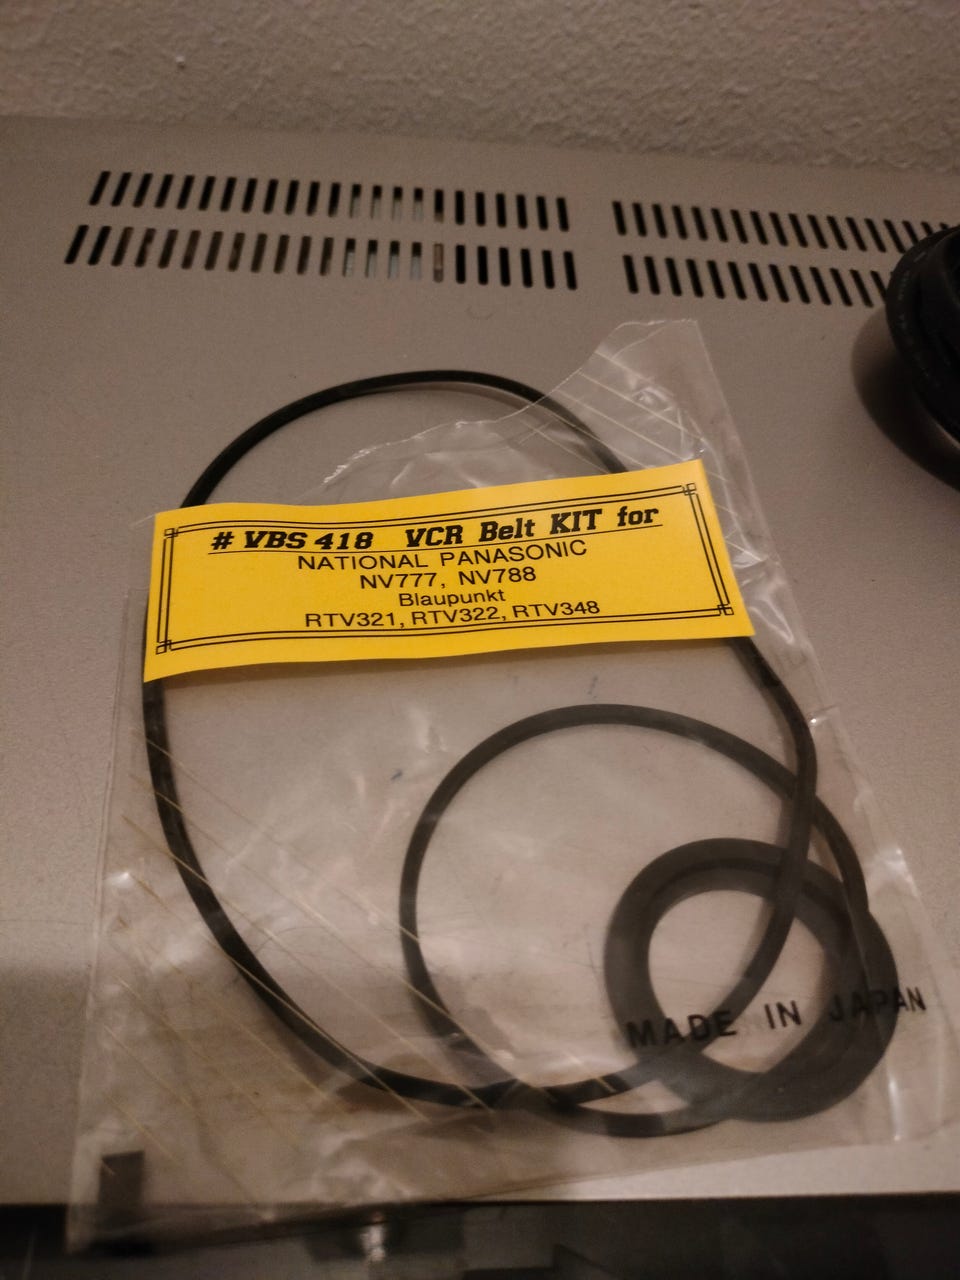 # VBS 418 VCR Belt KIT for
NATIONAL PANASONIC
NV777, NV788
Blaupunkt
RTV321, RTV322, RTV348
MADE IN JAPAN